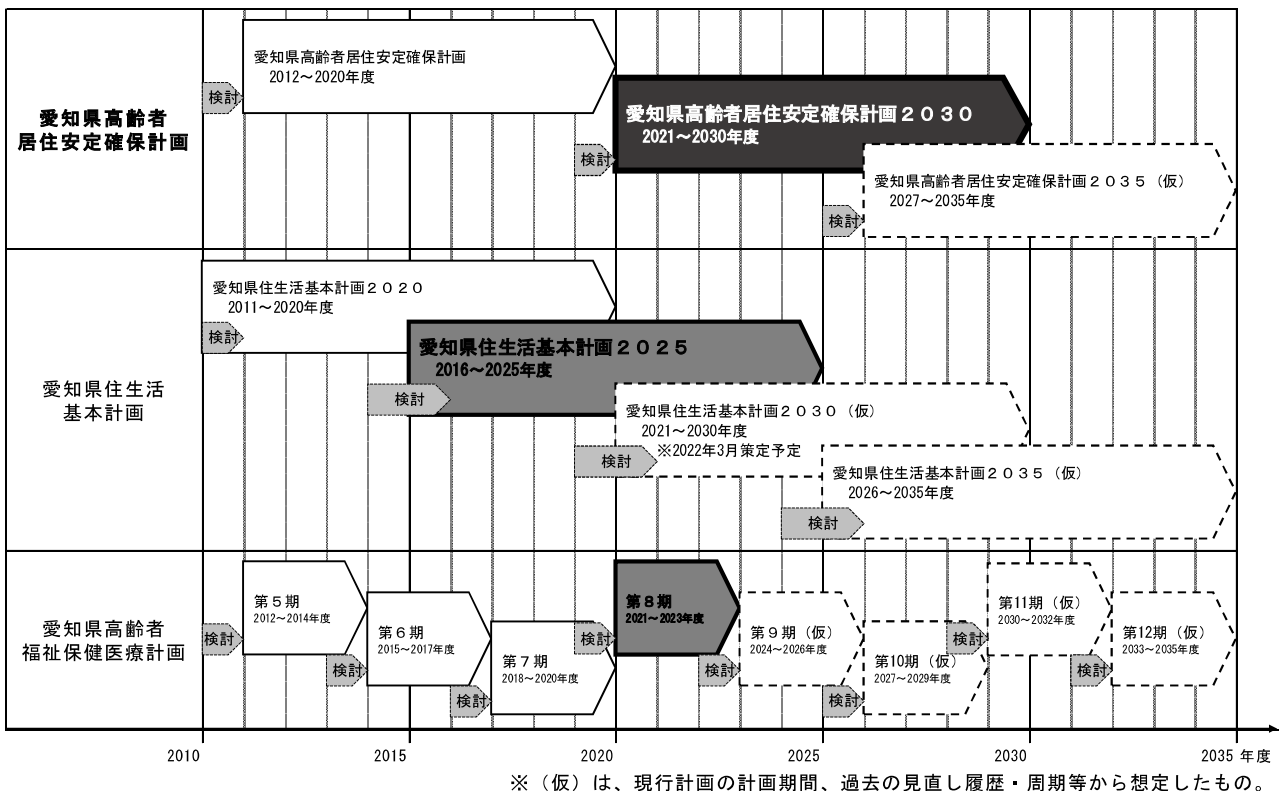 愛知県高齢者
居住安定確保計画
検討
愛知県高齢者居住安定確保計画
2012～2020年度
検討
愛知県高齢者居住安定確保計画２０３０
2021～2030年度
検討
愛知県高齢者居住安定確保計画２０３５（仮）
2027～2035年度
愛知県住生活
基本計画
愛知県住生活基本計画２０２０
2011～2020年度
検討
愛知県住生活基本計画２０２５
2016～2025年度
検討
愛知県住生活基本計画２０３０（仮）
2021～2030年度
※2022年3月策定予定
検討
愛知県住生活基本計画２０３５（仮）
2026～2035年度
検討
愛知県高齢者
福祉保健医療計画
検討
第５期
2012～2014年度
検討
第６期
2015～2017年度
検討
第７期
2018～2020年度
検討
第８期
2021～2023年度
検討
第９期（仮）
2024～2026年度
検討
第10期（仮）
2027～2029年度
検討
第11期（仮）
2030～2032年度
検討
第12期（仮）
2033～2035年度
2010 2015 2020 2025 2030 2035 年度
※（仮）は、現行計画の計画期間、過去の見直し履歴・周期等から想定したもの。